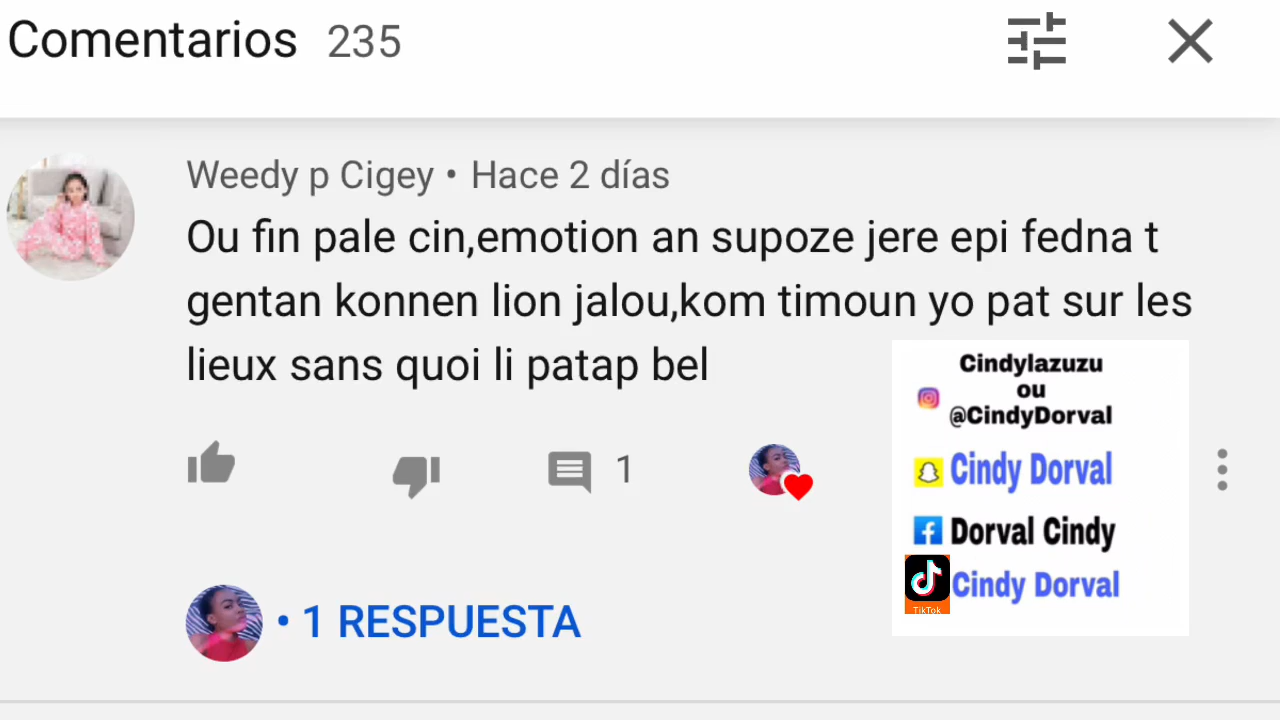 Comentarios 235
Weedy p Cigey • Hace 2 días
Ou fin pale cin,emotion an supoze jere epi fedna t
gentan konnen lion jalou,kom timoun yo pat sur les
lieux sans quoi li patap bel
1
• 1 RESPUESTA
Cindylazuzu
ou
@CindyDorval
Cindy Dorval
Dorval Cindy
Cindy Dorval
TikTok